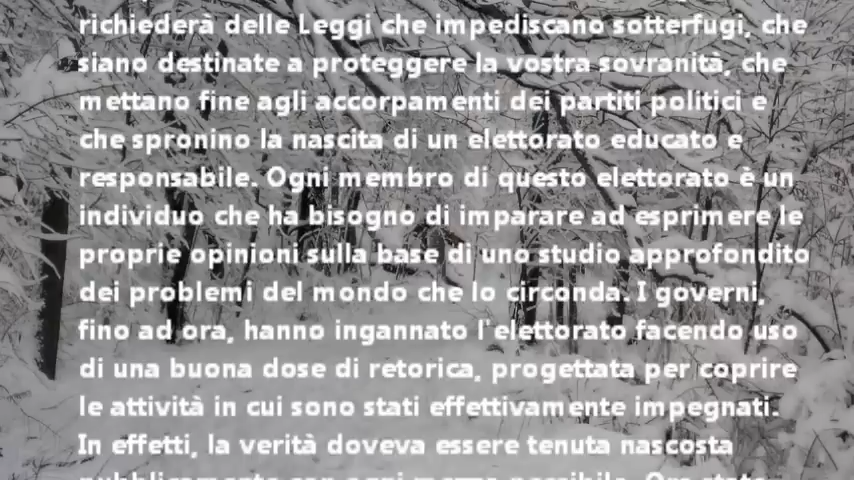 richiederà delle Leggi che impediscano sotterfugi, che
siano destinate a proteggere la vostra sovranità, che
mettano fine agli accorpamenti dei partiti politici e
che spronino la nascita di un elettorato educato e
responsabile. Ogni membro di questo elettorato è un
individuo che ha bisogno di imparare ad esprimere le
proprie opinioni sulla base di uno studio approfondito
dei problemi del mondo che lo circonda. I governi,
fino ad ora, hanno ingannato l'elettorato facendo uso
di una buona dose di retorica, progettata per coprire
le attività in cui sono stati effettivamente impegnati.
In effetti, la verità doveva essere tenuta nascosta